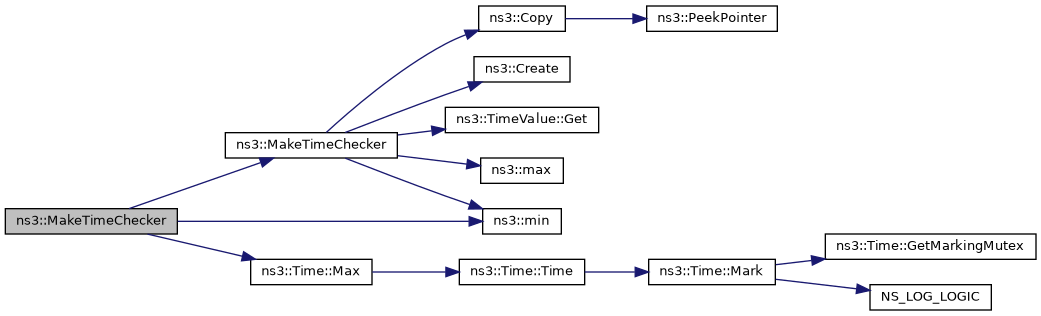 ns3::Copy
ns3::PeekPointer
ns3::Create
ns3::TimeValue::Get
ns3::MakeTimeChecker
ns3::max
ns3::MakeTimeChecker
ns3::min
ns3::Time::GetMarkingMutex
ns3::Time::Max
ns3::Time::Time
ns3::Time::Mark
NS_LOG_LOGIC